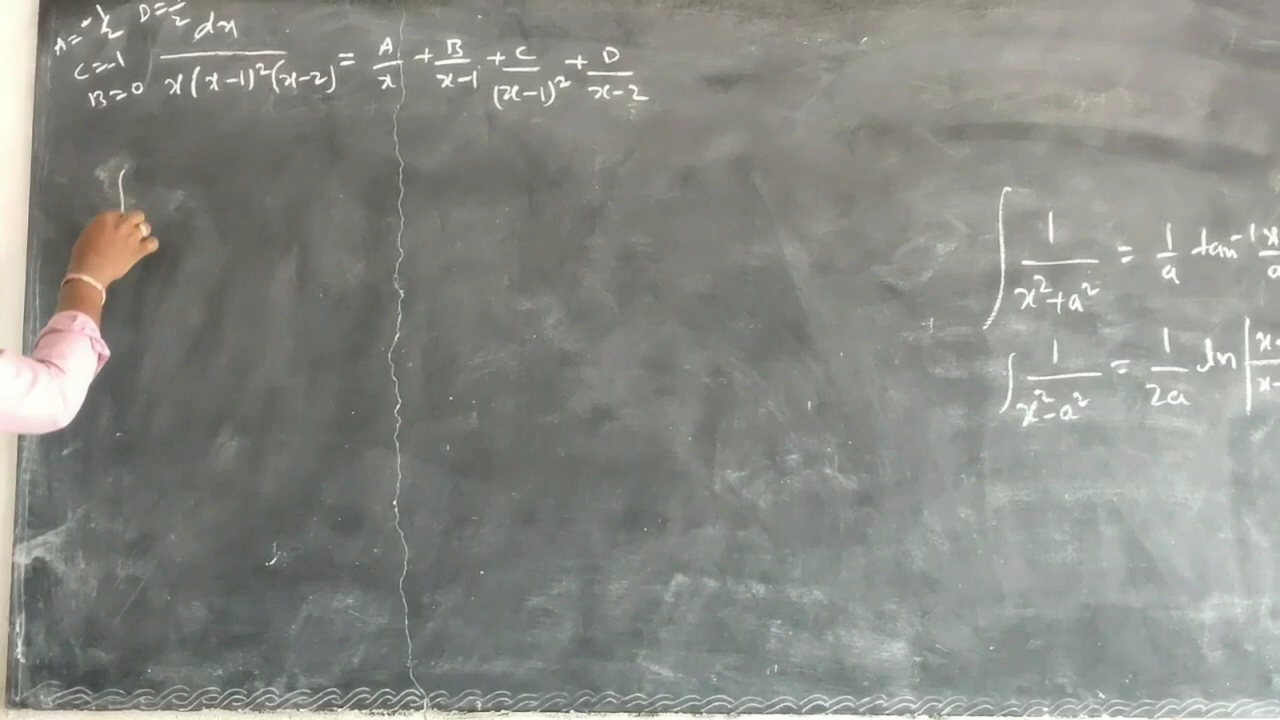 A=-1/2 D=1/2
C=-1
B=0
dx / x(x-1)²(x-2) = A/x + B/x-1 + C/(x-1)² + D/x-2
∫ 1/x²+a² = 1/a tan⁻¹ x/a
∫ 1/x²-a² = 1/2a ln |x-